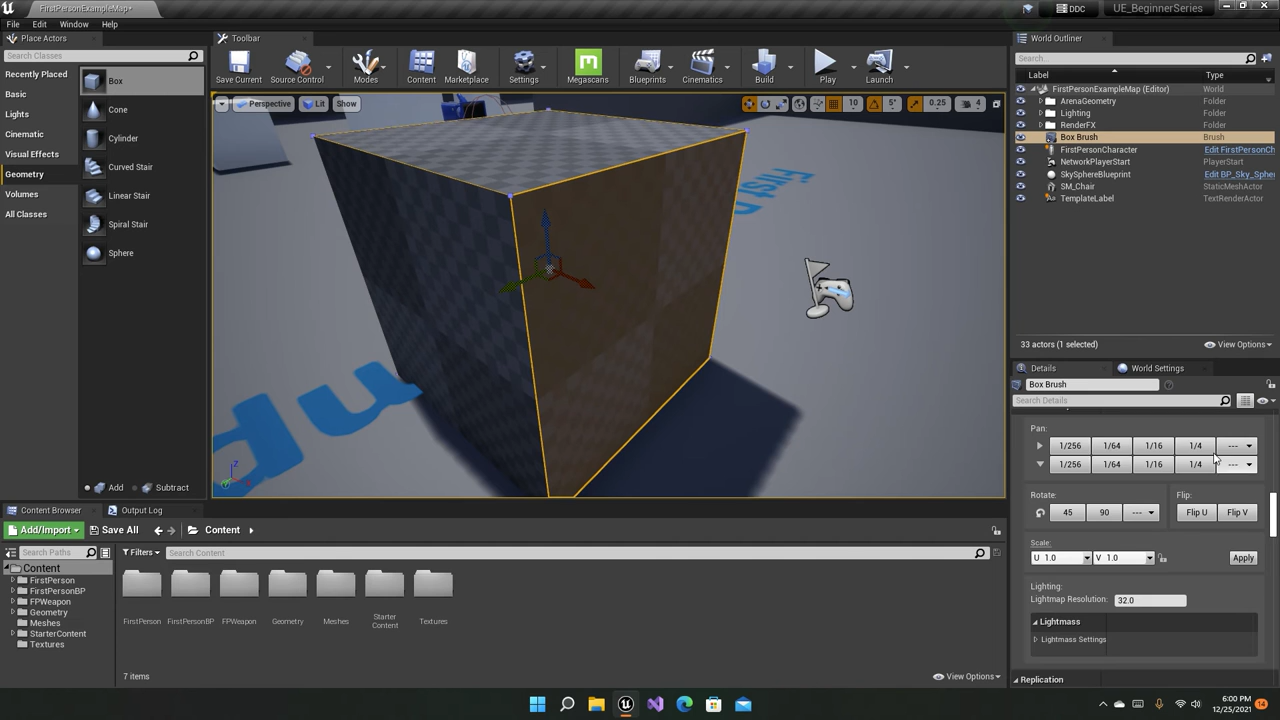 FirstPersonExampleMap*
DDC
UE_BeginnerSeries
File Edit Window Help
Place Actors
Search Classes
Recently Placed
Basic
Lights
Cinematic
Visual Effects
Geometry
Volumes
All Classes
Box
Cone
Cylinder
Curved Stair
Linear Stair
Spiral Stair
Sphere
Add Subtract
Toolbar
Save Current Source Control Modes Content Marketplace Settings Megascans Blueprints Cinematics Build Play Launch
Perspective Lit Show
10 5° 0.25 4
First
World Outliner
Search...
Label Type
FirstPersonExampleMap (Editor) World
ArenaGeometry Folder
Lighting Folder
RenderFX Folder
Box Brush Brush
FirstPersonCharacter Edit FirstPersonCh
NetworkPlayerStart PlayerStart
SkySphereBlueprint Edit BP_Sky_Sphe
SM_Chair StaticMeshActor
TemplateLabel TextRenderActor
33 actors (1 selected) View Options
Details World Settings
Box Brush
Search Details
Pan:
1/256 1/64 1/16 1/4 ---
1/256 1/64 1/16 1/4 ---
Rotate: Flip:
45 90 --- Flip U Flip V
Scale:
U 1.0 V 1.0 Apply
Lighting:
Lightmap Resolution: 32.0
Lightmass
Lightmass Settings
Replication
Content Browser Output Log
Add/Import Save All Content
Search Paths Filters Search Content
Content
FirstPerson
FirstPersonBP
FPWeapon
Geometry
Meshes
StarterContent
Textures
FirstPerson FirstPersonBP FPWeapon Geometry Meshes Starter Content Textures
7 items View Options
6:00 PM
12/25/2021